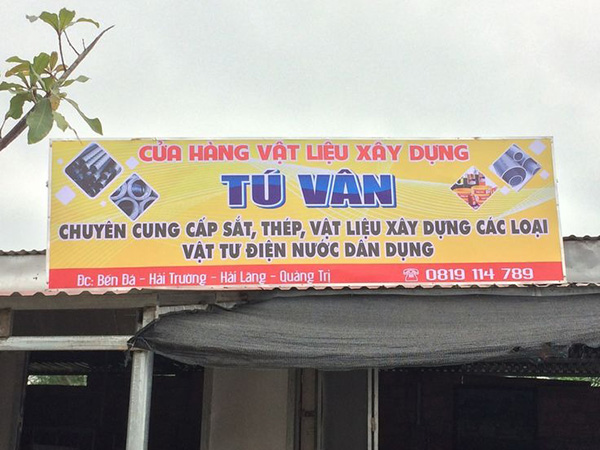 CỬA HÀNG VẬT LIỆU XÂY DỰNG
TÚ VÂN
CHUYÊN CUNG CẤP SẮT, THÉP, VẬT LIỆU XÂY DỰNG CÁC LOẠI
VẬT TƯ ĐIỆN NƯỚC DÂN DỤNG
Đc: Bến Đá - Hải Trường - Hải Lăng - Quảng Trị
☏ 0819 114 789